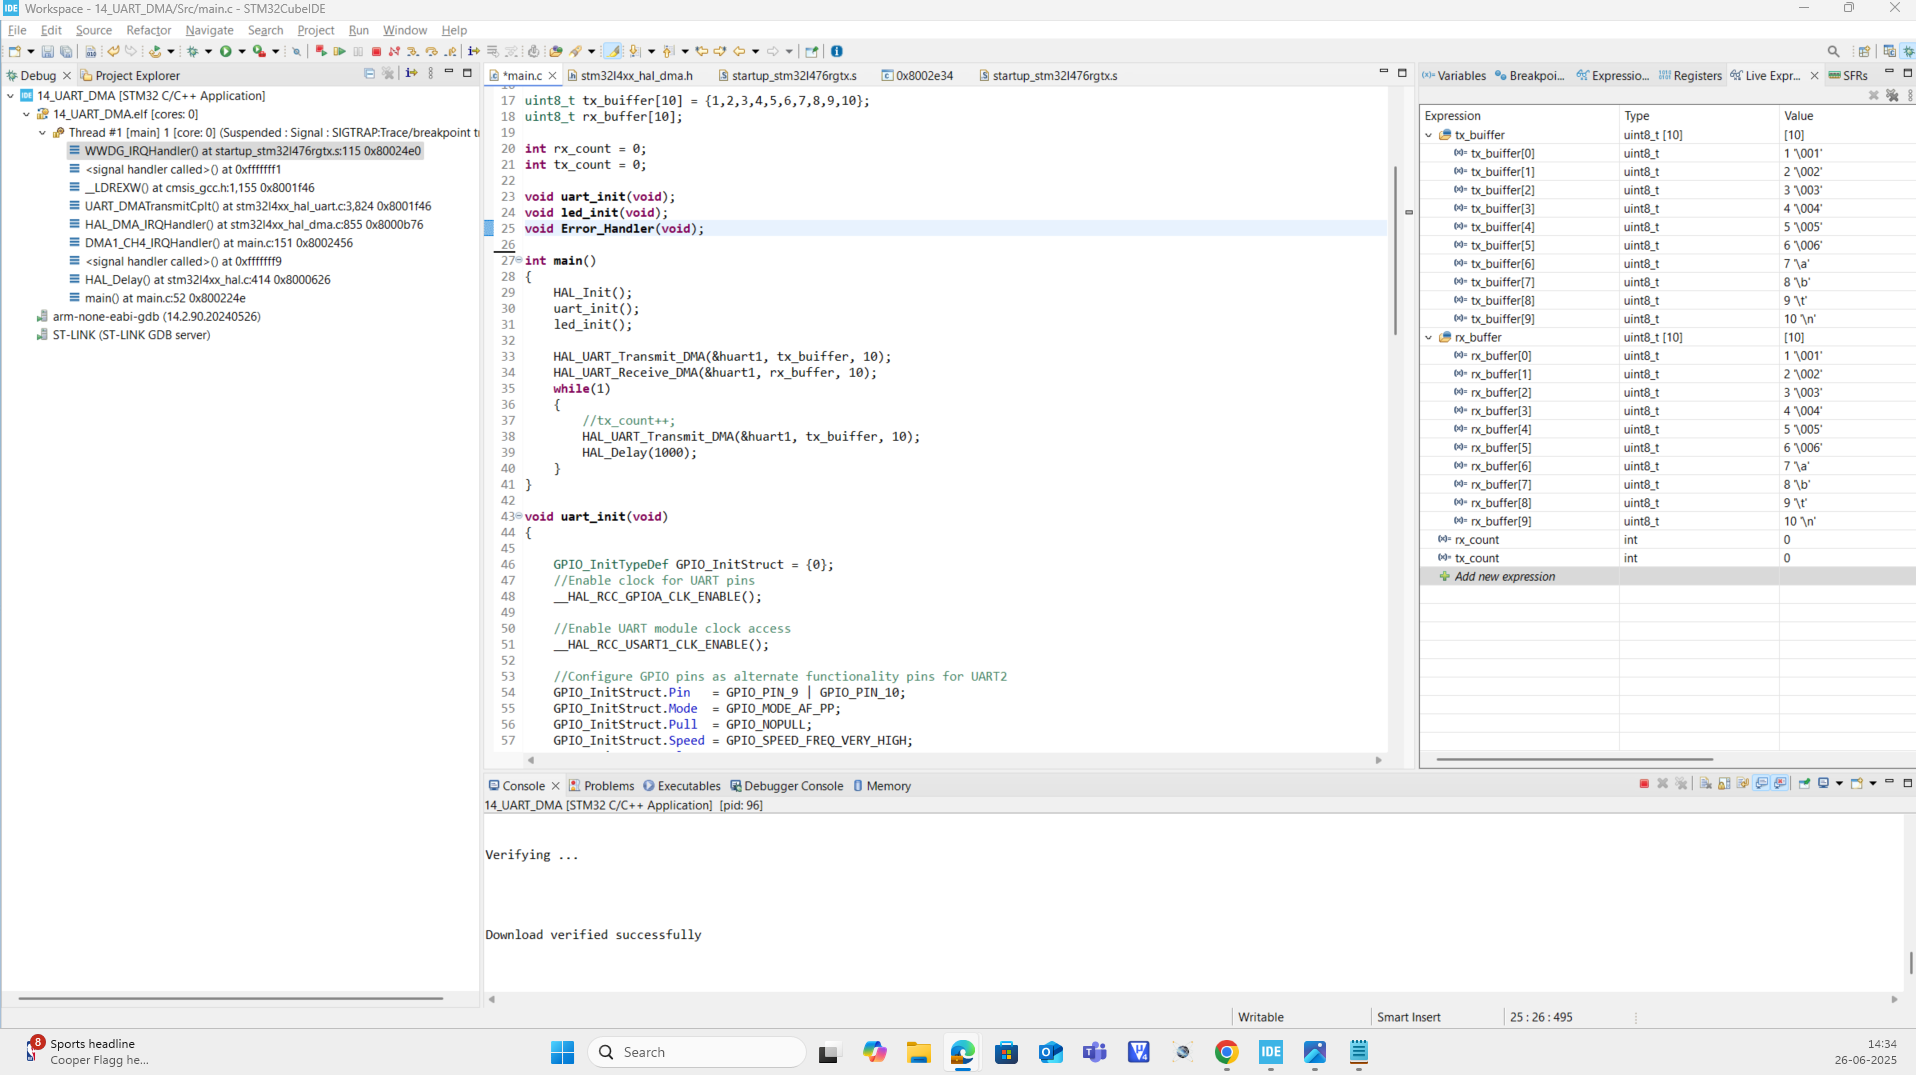 IDE Workspace - 14_UART_DMA/Src/main.c - STM32CubeIDE
File Edit Source Refactor Navigate Search Project Run Window Help
Debug Project Explorer
14_UART_DMA [STM32 C/C++ Application]
14_UART_DMA.elf [cores: 0]
Thread #1 [main] 1 [core: 0] (Suspended : Signal : SIGTRAP:Trace/breakpoint t
WWDG_IRQHandler() at startup_stm32l476rgtx.s:115 0x80024e0
<signal handler called>() at 0xfffffff1
__LDREXW() at cmsis_gcc.h:1,155 0x8001f46
UART_DMATransmitCplt() at stm32l4xx_hal_uart.c:3,824 0x8001f46
HAL_DMA_IRQHandler() at stm32l4xx_hal_dma.c:855 0x8000b76
DMA1_CH4_IRQHandler() at main.c:151 0x8002456
<signal handler called>() at 0xfffffff9
HAL_Delay() at stm32l4xx_hal.c:414 0x8000626
main() at main.c:52 0x800224e
arm-none-eabi-gdb (14.2.90.20240526)
ST-LINK (ST-LINK GDB server)
*main.c stm32l4xx_hal_dma.h startup_stm32l476rgtx.s 0x8002e34 startup_stm32l476rgtx.s
17 uint8_t tx_buiffer[10] = {1,2,3,4,5,6,7,8,9,10};
18 uint8_t rx_buffer[10];
19
20 int rx_count = 0;
21 int tx_count = 0;
22
23 void uart_init(void);
24 void led_init(void);
25 void Error_Handler(void);
26
27 int main()
28 {
29 HAL_Init();
30 uart_init();
31 led_init();
32
33 HAL_UART_Transmit_DMA(&huart1, tx_buiffer, 10);
34 HAL_UART_Receive_DMA(&huart1, rx_buffer, 10);
35 while(1)
36 {
37 //tx_count++;
38 HAL_UART_Transmit_DMA(&huart1, tx_buiffer, 10);
39 HAL_Delay(1000);
40 }
41 }
42
43 void uart_init(void)
44 {
45
46 GPIO_InitTypeDef GPIO_InitStruct = {0};
47 //Enable clock for UART pins
48 __HAL_RCC_GPIOA_CLK_ENABLE();
49
50 //Enable UART module clock access
51 __HAL_RCC_USART1_CLK_ENABLE();
52
53 //Configure GPIO pins as alternate functionality pins for UART2
54 GPIO_InitStruct.Pin = GPIO_PIN_9 | GPIO_PIN_10;
55 GPIO_InitStruct.Mode = GPIO_MODE_AF_PP;
56 GPIO_InitStruct.Pull = GPIO_NOPULL;
57 GPIO_InitStruct.Speed = GPIO_SPEED_FREQ_VERY_HIGH;
Variables Breakpoi... Expressio... Registers Live Expr... SFRs
Expression Type Value
tx_buiffer uint8_t [10] [10]
tx_buiffer[0] uint8_t 1 '\001'
tx_buiffer[1] uint8_t 2 '\002'
tx_buiffer[2] uint8_t 3 '\003'
tx_buiffer[3] uint8_t 4 '\004'
tx_buiffer[4] uint8_t 5 '\005'
tx_buiffer[5] uint8_t 6 '\006'
tx_buiffer[6] uint8_t 7 '\a'
tx_buiffer[7] uint8_t 8 '\b'
tx_buiffer[8] uint8_t 9 '\t'
tx_buiffer[9] uint8_t 10 '\n'
rx_buffer uint8_t [10] [10]
rx_buffer[0] uint8_t 1 '\001'
rx_buffer[1] uint8_t 2 '\002'
rx_buffer[2] uint8_t 3 '\003'
rx_buffer[3] uint8_t 4 '\004'
rx_buffer[4] uint8_t 5 '\005'
rx_buffer[5] uint8_t 6 '\006'
rx_buffer[6] uint8_t 7 '\a'
rx_buffer[7] uint8_t 8 '\b'
rx_buffer[8] uint8_t 9 '\t'
rx_buffer[9] uint8_t 10 '\n'
rx_count int 0
tx_count int 0
Add new expression
Console Problems Executables Debugger Console Memory
14_UART_DMA [STM32 C/C++ Application] [pid: 96]
Verifying ...
Download verified successfully
Writable Smart Insert 25 : 26 : 495
8 Sports headline
Cooper Flagg he...
Search
IDE
14:34
26-06-2025